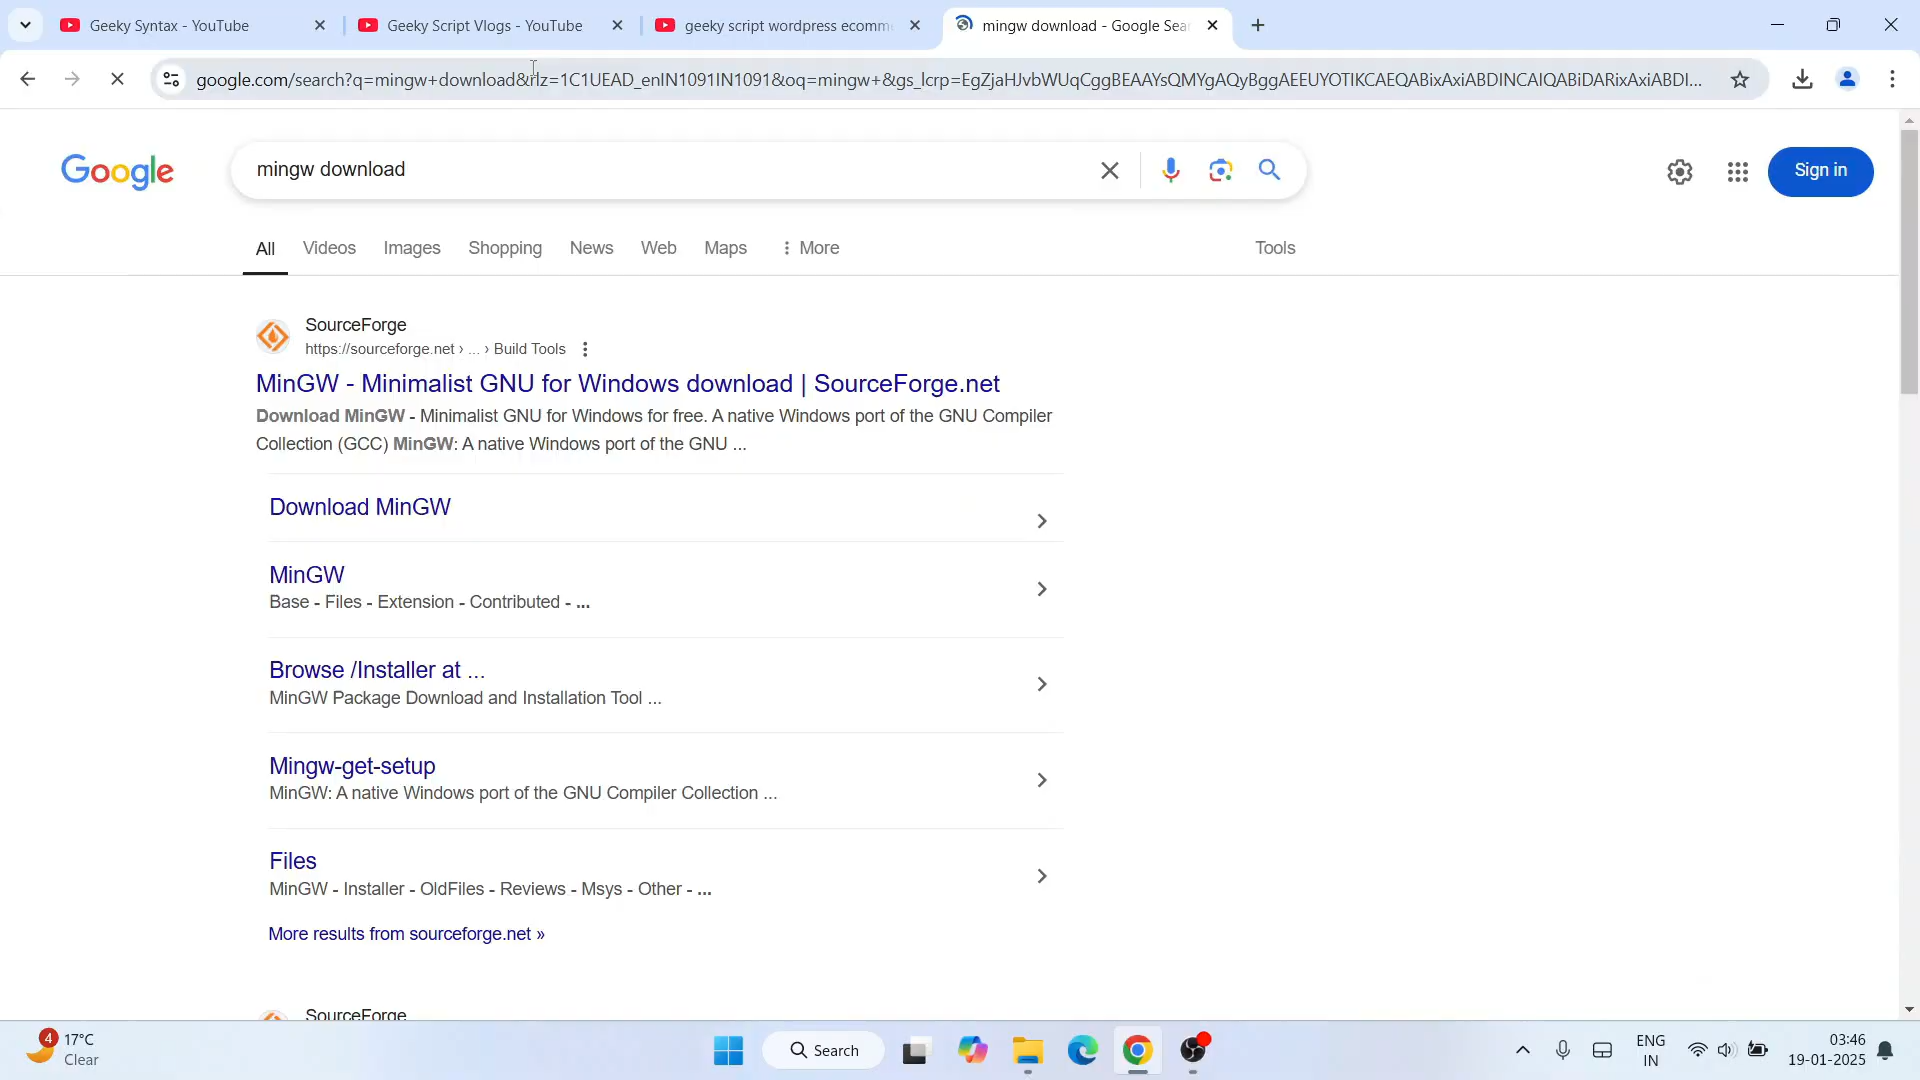 Geeky Syntax - YouTube
Geeky Script Vlogs - YouTube
geeky script wordpress ecomm
mingw download - Google Sea
google.com/search?q=mingw+download&rlz=1C1UEAD_enIN1091IN1091&oq=mingw+&gs_lcrp=EgZjaHJvbWUqCggBEAAYsQMYgAQyBggAEEUYOTIKCAEQABixAxiABDINCAIQABiDARixAxiABDI...
Google
mingw download
Sign in
All
Videos
Images
Shopping
News
Web
Maps
More
Tools
SourceForge
https://sourceforge.net › ... › Build Tools
MinGW - Minimalist GNU for Windows download | SourceForge.net
Download MinGW - Minimalist GNU for Windows for free. A native Windows port of the GNU Compiler
Collection (GCC) MinGW: A native Windows port of the GNU ...
Download MinGW
MinGW
Base - Files - Extension - Contributed - ...
Browse /Installer at ...
MinGW Package Download and Installation Tool ...
Mingw-get-setup
MinGW: A native Windows port of the GNU Compiler Collection ...
Files
MinGW - Installer - OldFiles - Reviews - Msys - Other - ...
More results from sourceforge.net »
SourceForge
4
17°C
Clear
Search
ENG
IN
03:46
19-01-2025